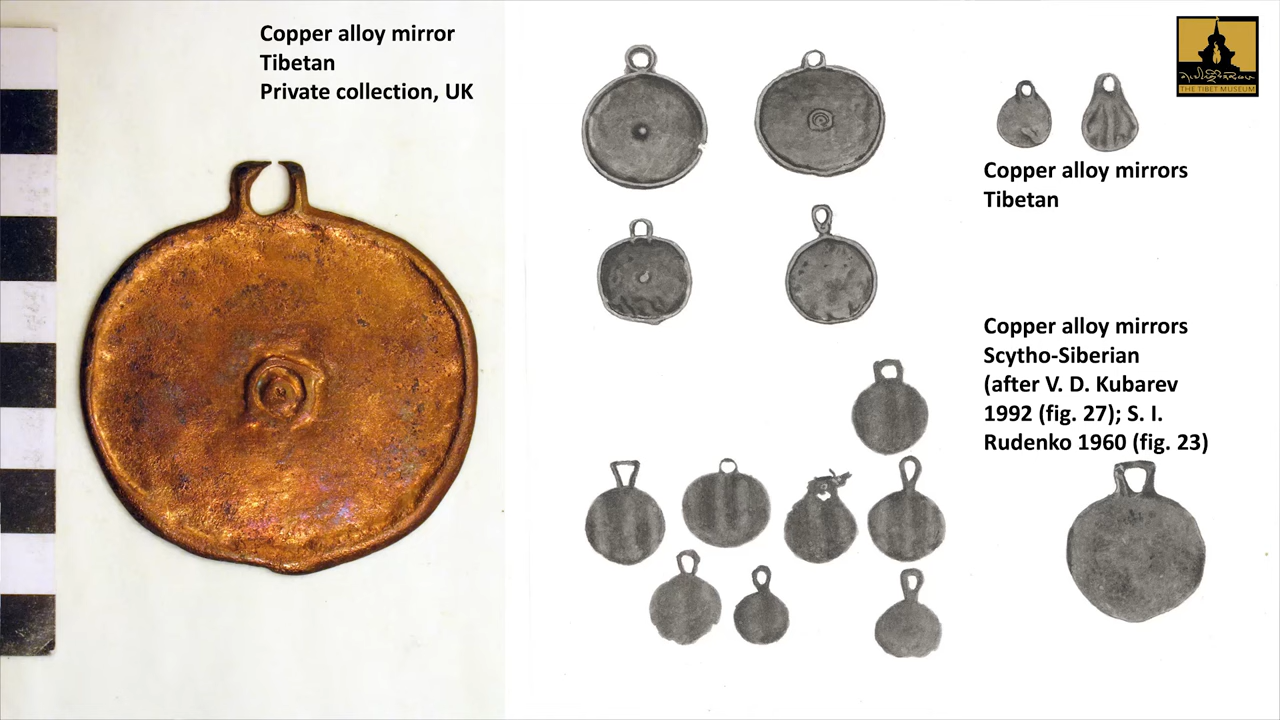 Copper alloy mirror
Tibetan
Private collection, UK
THE TIBET MUSEUM
Copper alloy mirrors
Tibetan
Copper alloy mirrors
Scytho-Siberian
(after V. D. Kubarev
1992 (fig. 27); S. I.
Rudenko 1960 (fig. 23)